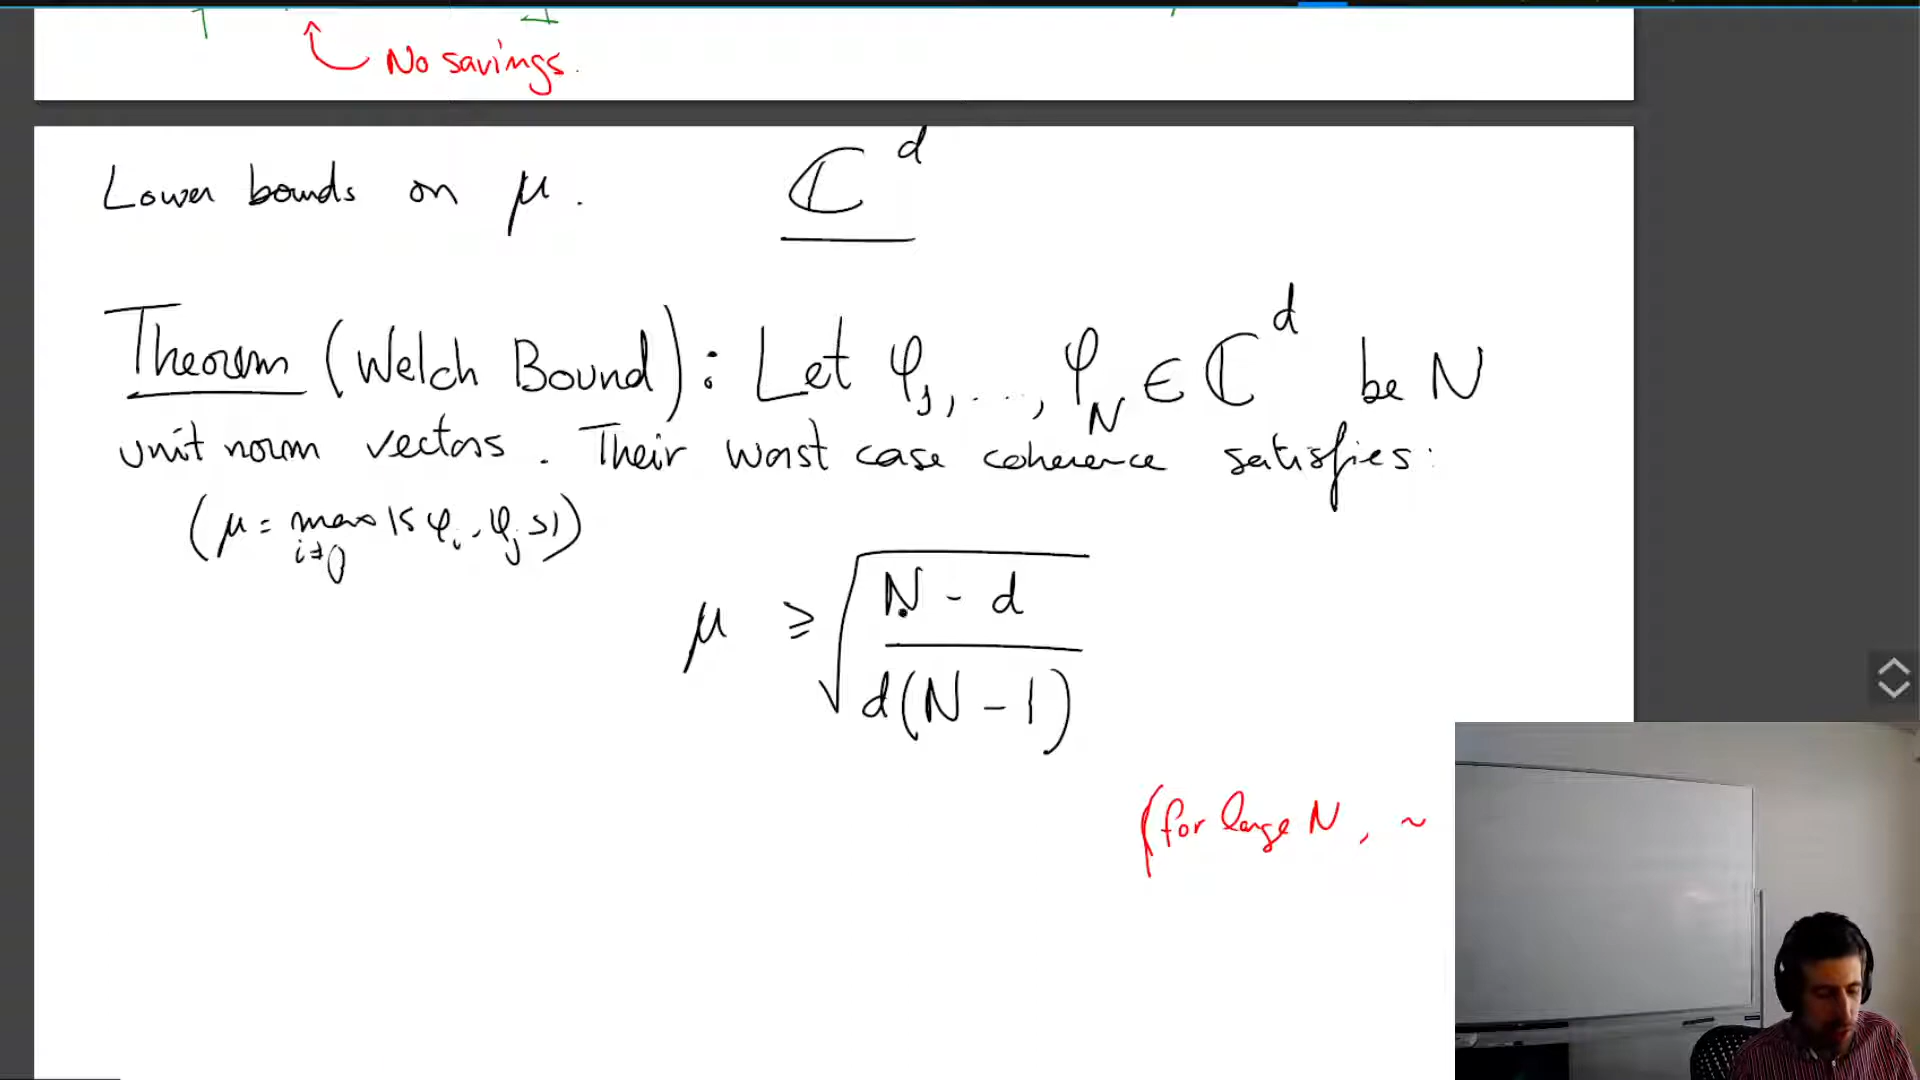 No savings.
Lower bounds on μ. ℂ^d
Theorem (Welch Bound): Let φ_1, ..., φ_N ∈ ℂ^d be N
unit norm vectors. Their worst case coherence satisfies:
(μ = max_{i≠j} |<φ_i, φ_j>|)
μ ≥ √((N - d) / (d(N - 1)))
(for large N, ~